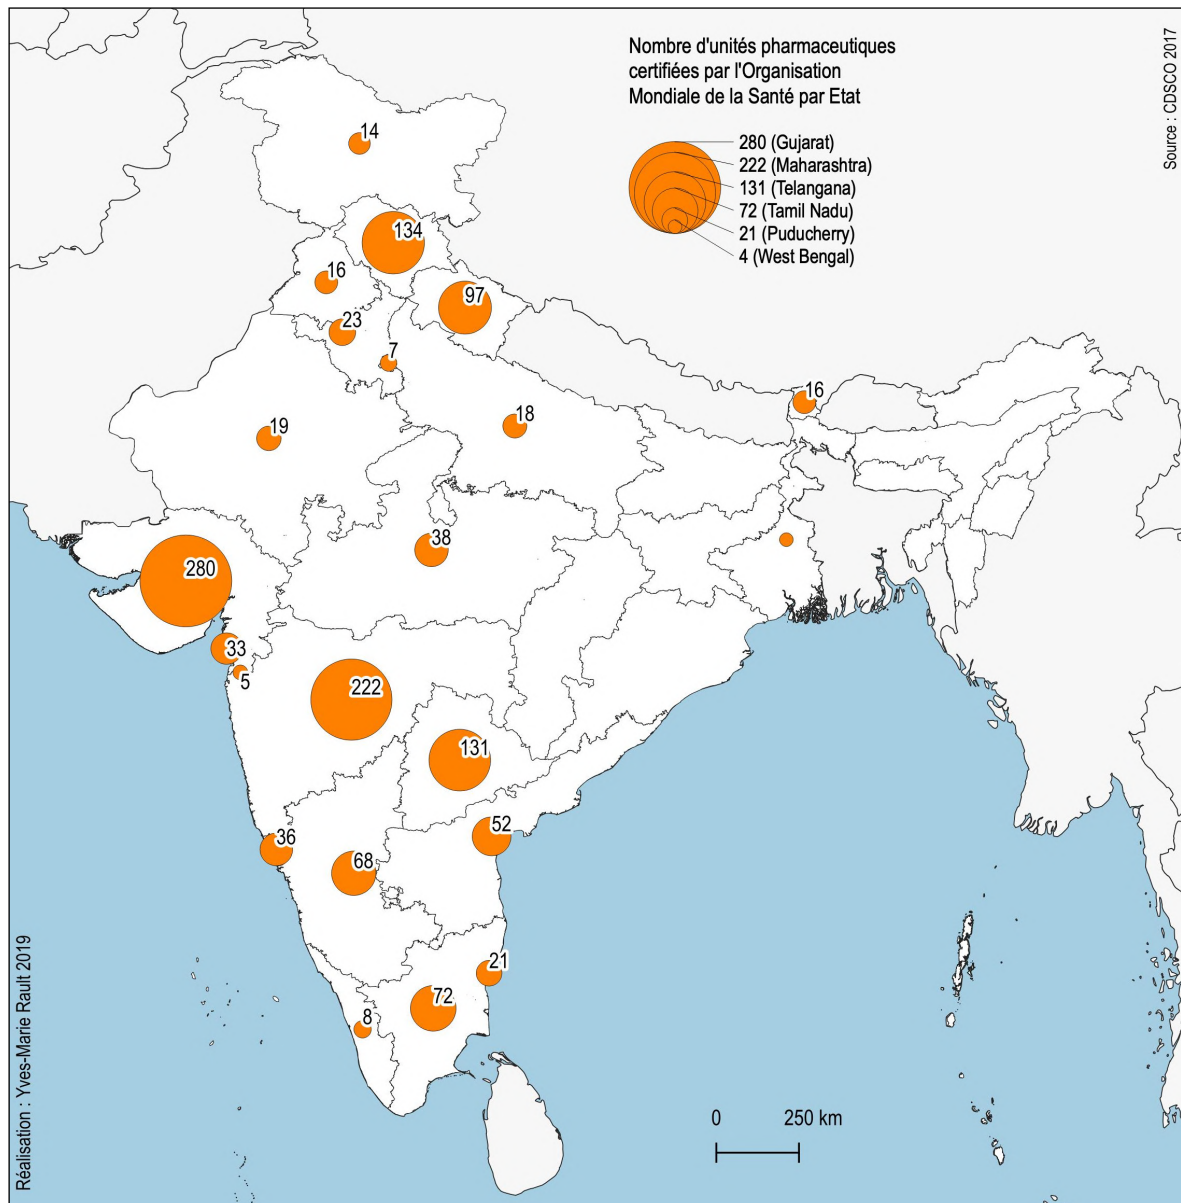 Nombre d'unités pharmaceutiques
certifiées par l'Organisation
Mondiale de la Santé par Etat
280 (Gujarat)
222 (Maharashtra)
131 (Telangana)
72 (Tamil Nadu)
21 (Puducherry)
4 (West Bengal)
Source : CDSCO 2017
14
134
16
97
23
7
16
18
19
38
280
33
5
222
131
52
36
68
21
72
8
0 250 km
Réalisation : Yves-Marie Rault 2019